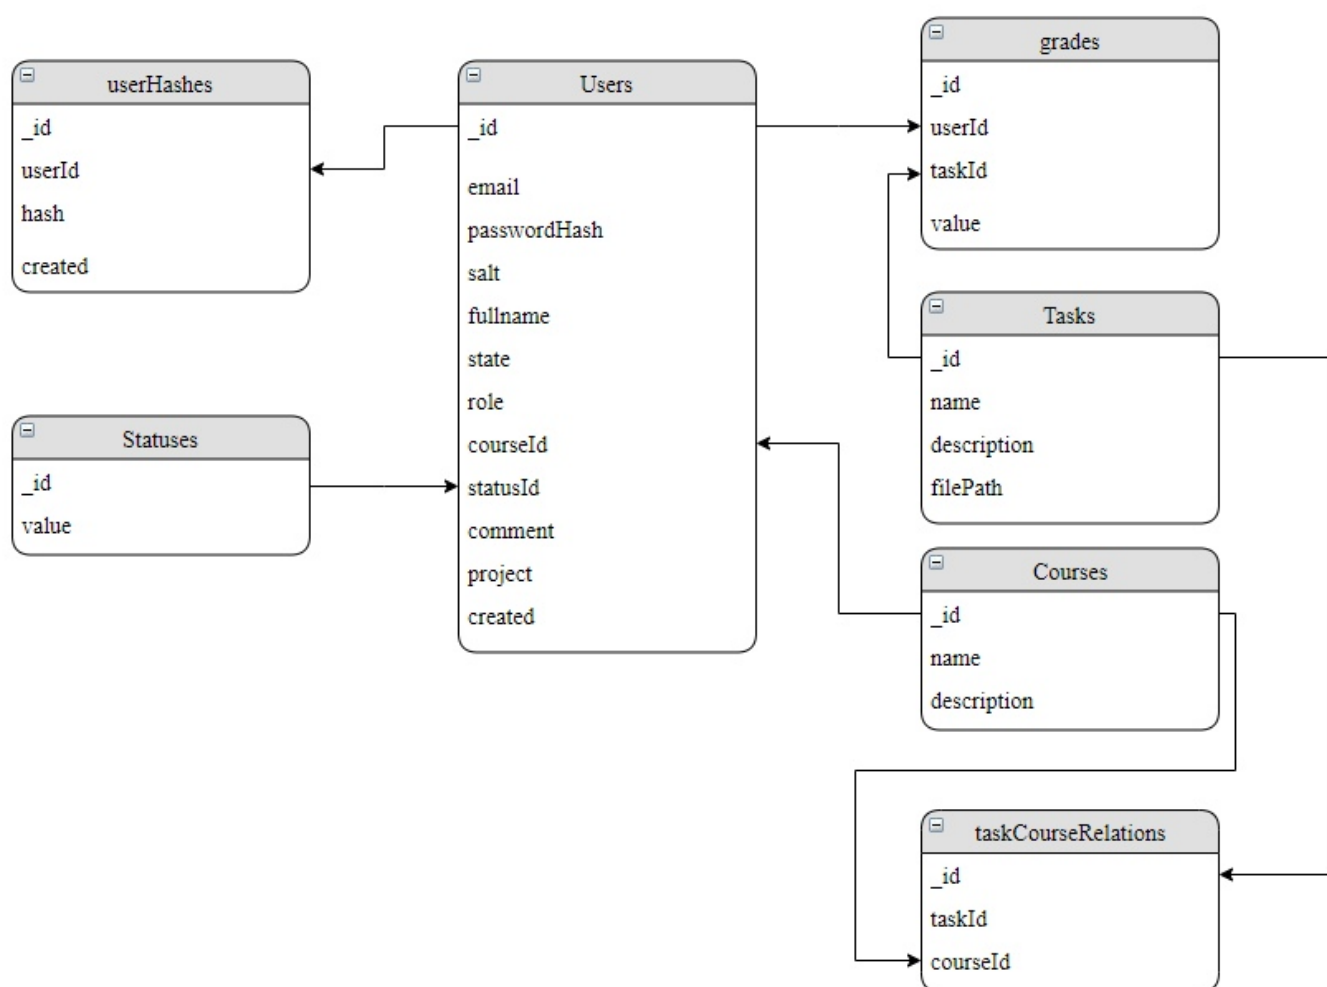 userHashes
_id
userId
hash
created
Statuses
_id
value
Users
_id
email
passwordHash
salt
fullname
state
role
courseId
statusId
comment
project
created
grades
_id
userId
taskId
value
Tasks
_id
name
description
filePath
Courses
_id
name
description
taskCourseRelations
_id
taskId
courseId